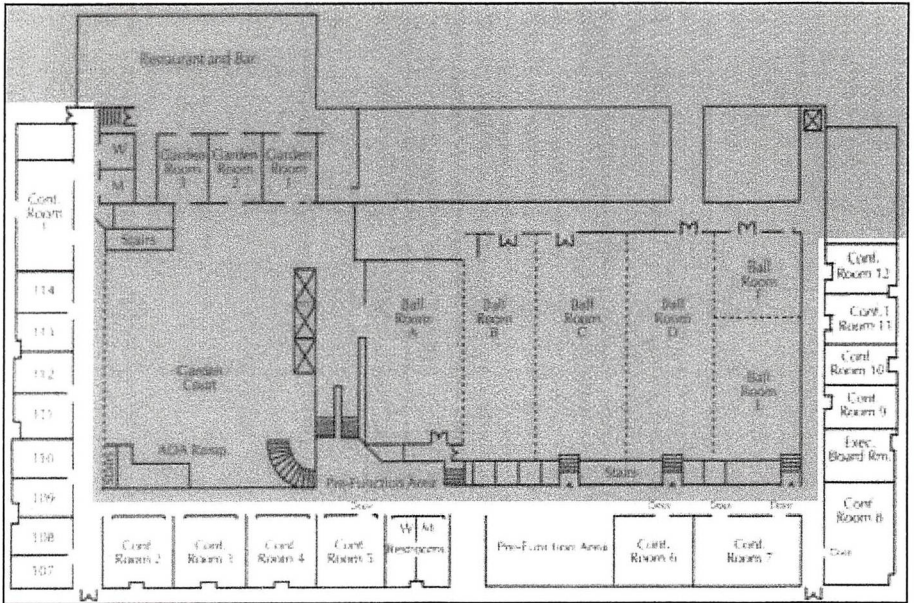 Restaurant and Bar
W
M
Garden
Room
3
Garden
Room
2
Garden
Room
1
Conf.
Room
1
Stairs
114
113
112
111
110
109
108
107
Garden
Court
ADA Ramp
Stairs
Ball
Room
A
Ball
Room
B
Ball
Room
C
Ball
Room
D
Ball
Room
F
Ball
Room
E
Conf.
Room 12
Conf.
Room 11
Conf.
Room 10
Conf.
Room 9
Exec.
Board Rm.
Conf.
Room 8
Pre-Function Area
Stairs
Conf.
Room 2
Conf.
Room 3
Conf.
Room 4
Conf.
Room 5
W M
Restrooms
Pre-Function Area
Conf.
Room 6
Conf.
Room 7